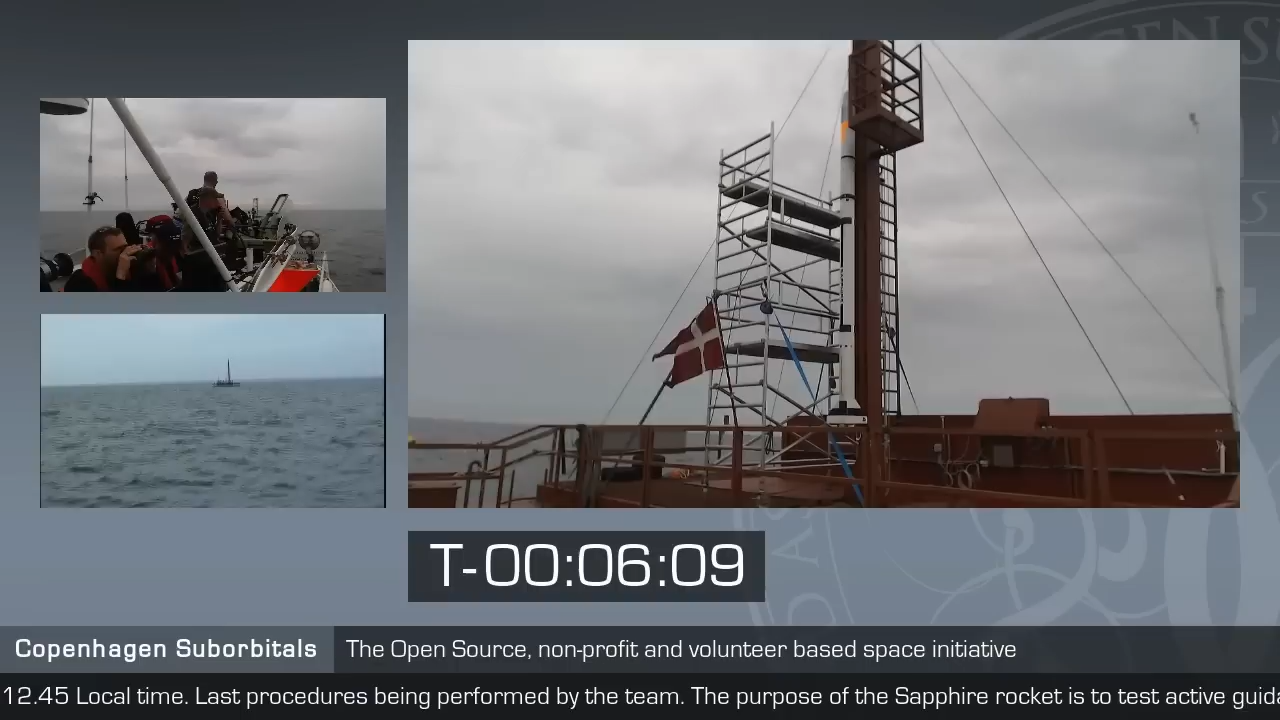 T-00:06:09
Copenhagen Suborbitals The Open Source, non-profit and volunteer based space initiative
12.45 Local time. Last procedures being performed by the team. The purpose of the Sapphire rocket is to test active